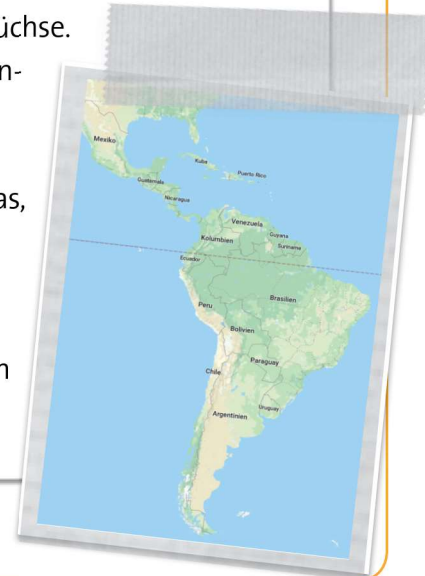 üchse.
n-
as,
n
Mexiko
Kuba
Puerto Rico
Guatemala
Nicaragua
Venezuela
Guyana
Kolumbien
Suriname
Ecuador
Brasilien
Peru
Bolivien
Paraguay
Chile
Uruguay
Argentinien